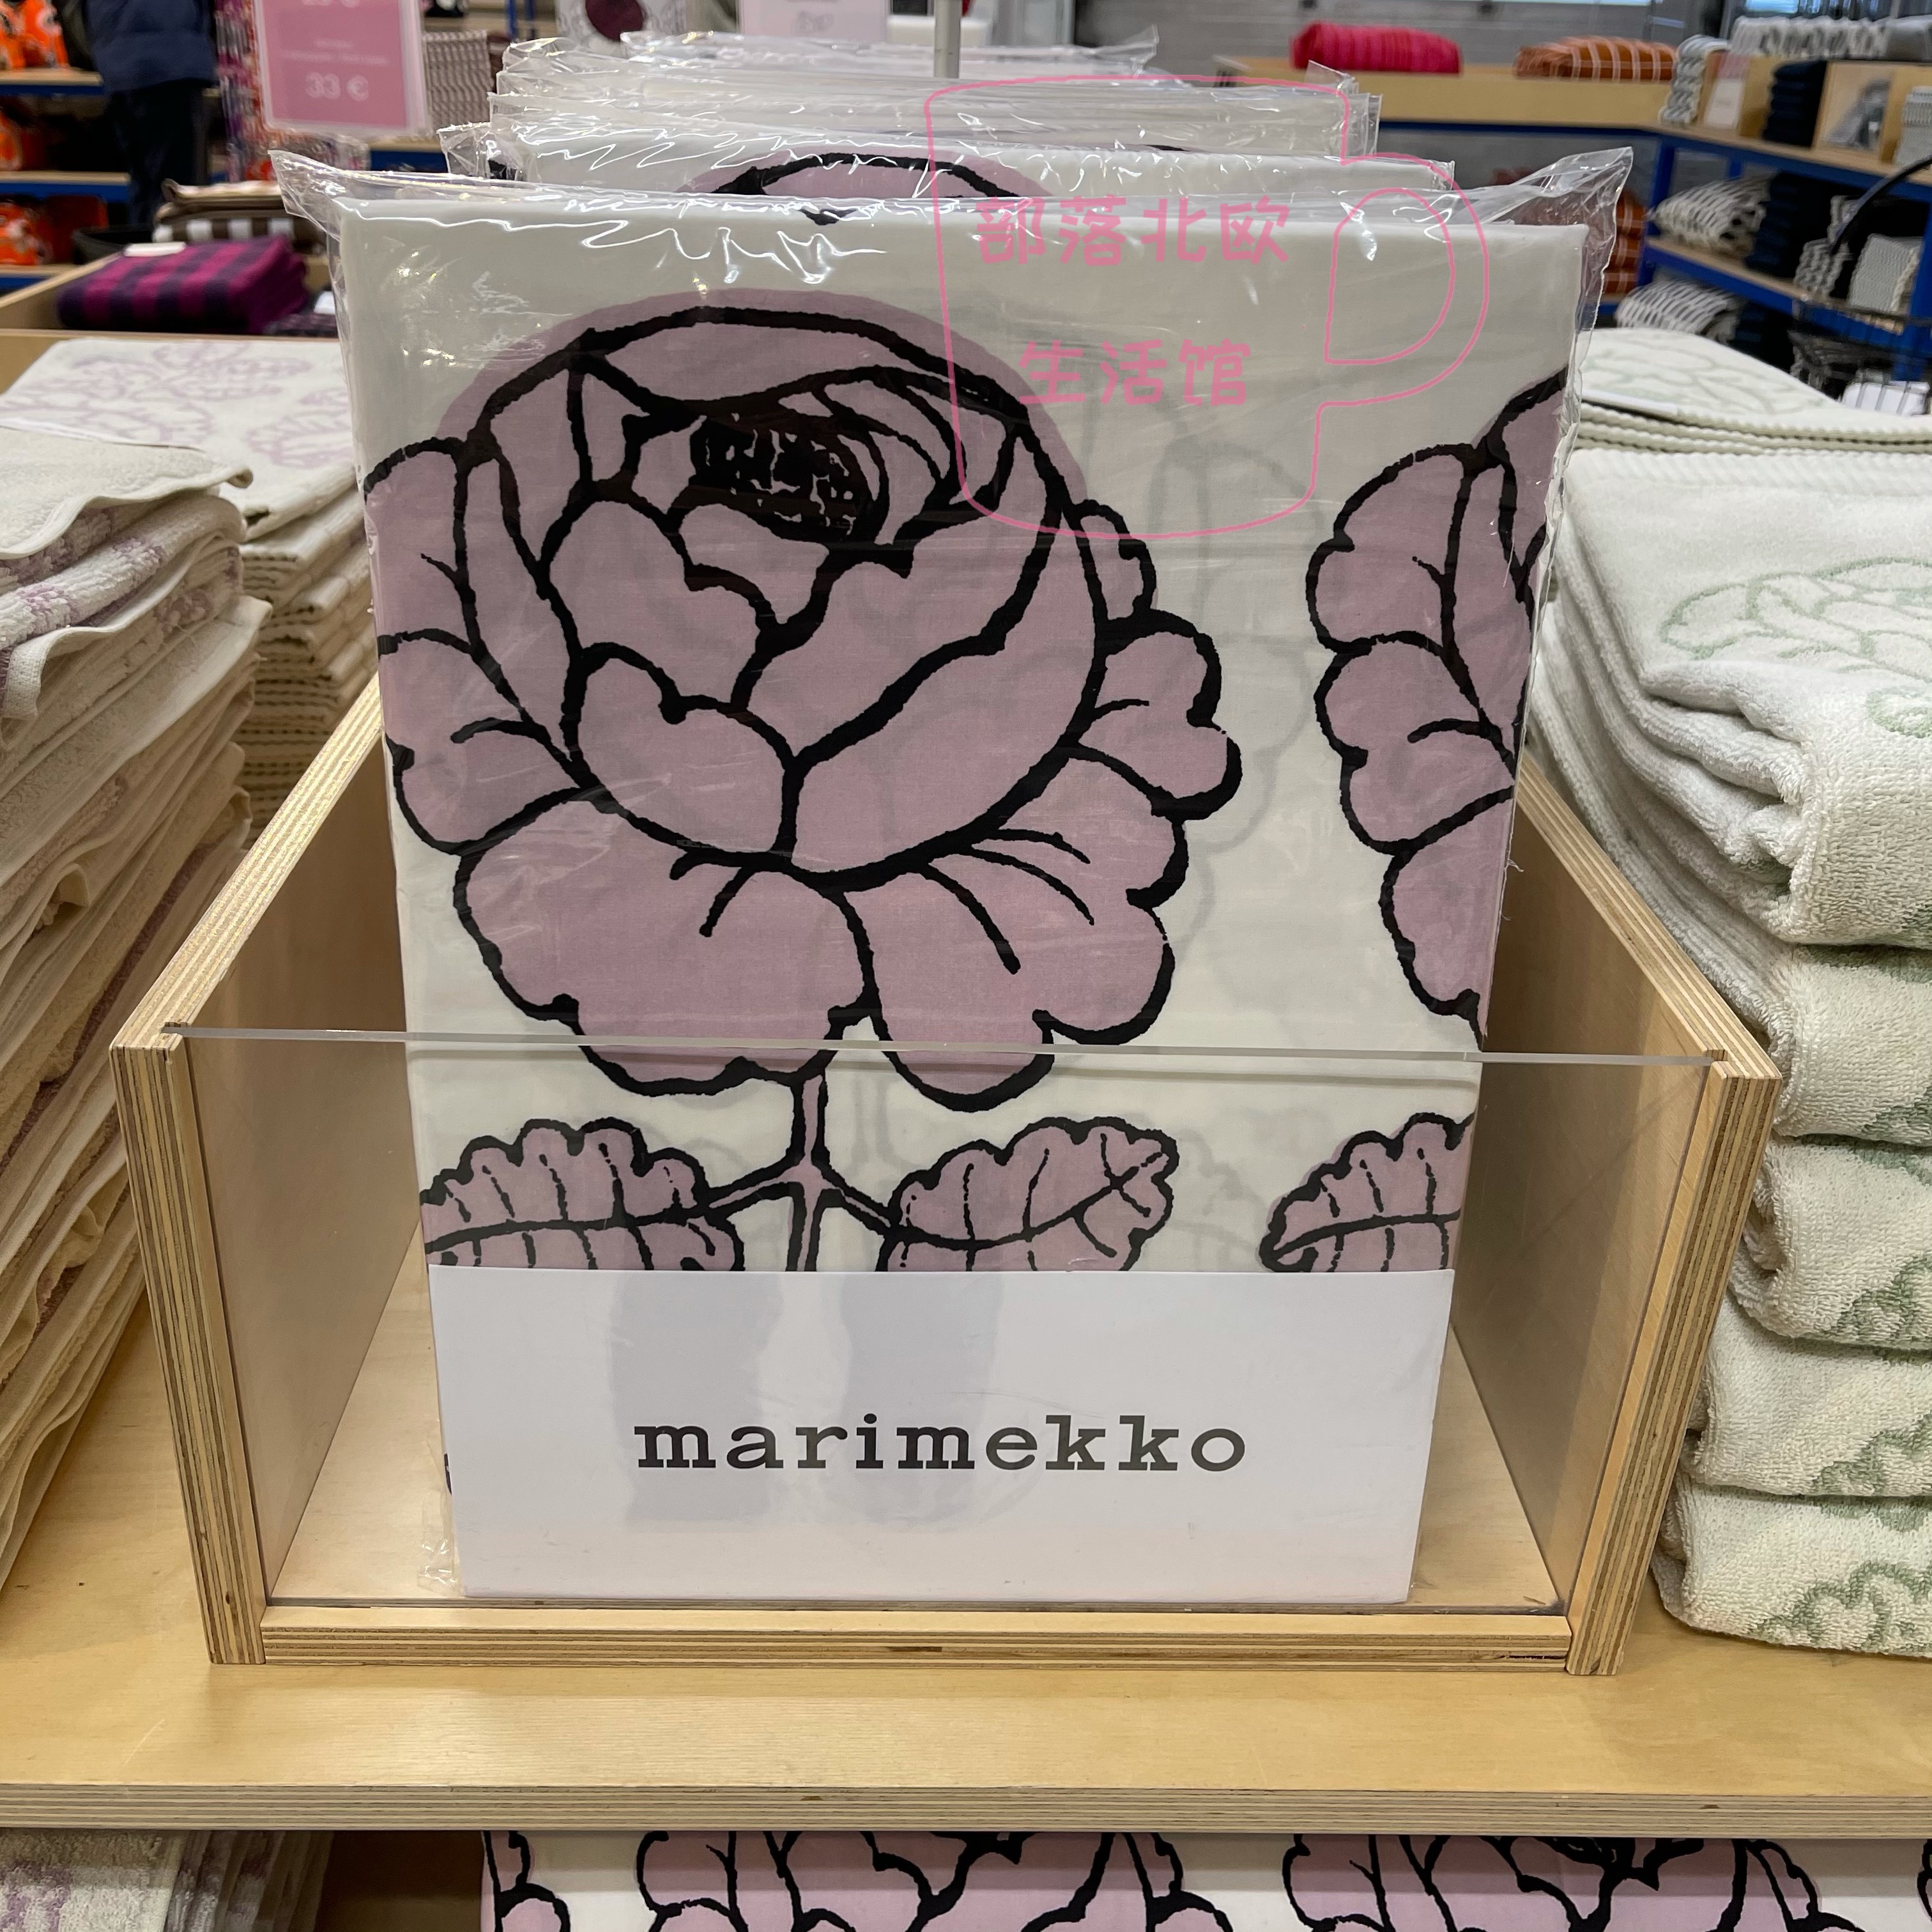 33 €
部落北欧
生活馆
marimekko